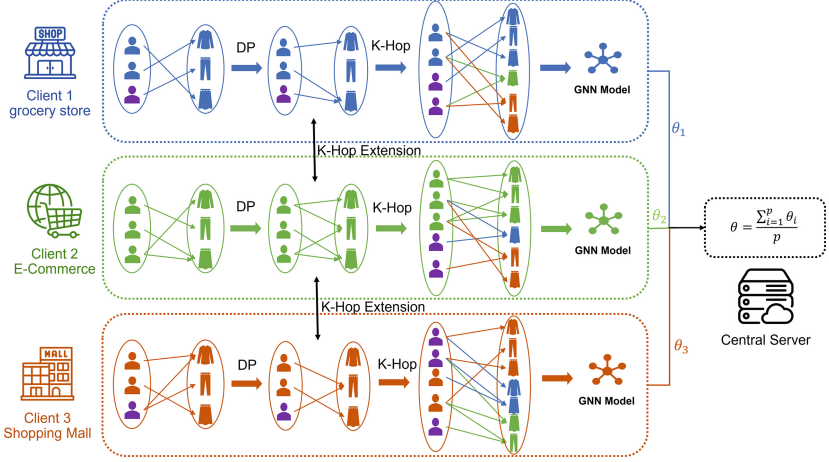 SHOP
Client 1
grocery store
DP
K-Hop
GNN Model
θ1
K-Hop Extension
Client 2
E-Commerce
DP
K-Hop
GNN Model
θ2
θ = ∑ᵖᵢ₌₁ θᵢ / p
Central Server
K-Hop Extension
MALL
Client 3
Shopping Mall
DP
K-Hop
GNN Model
θ3